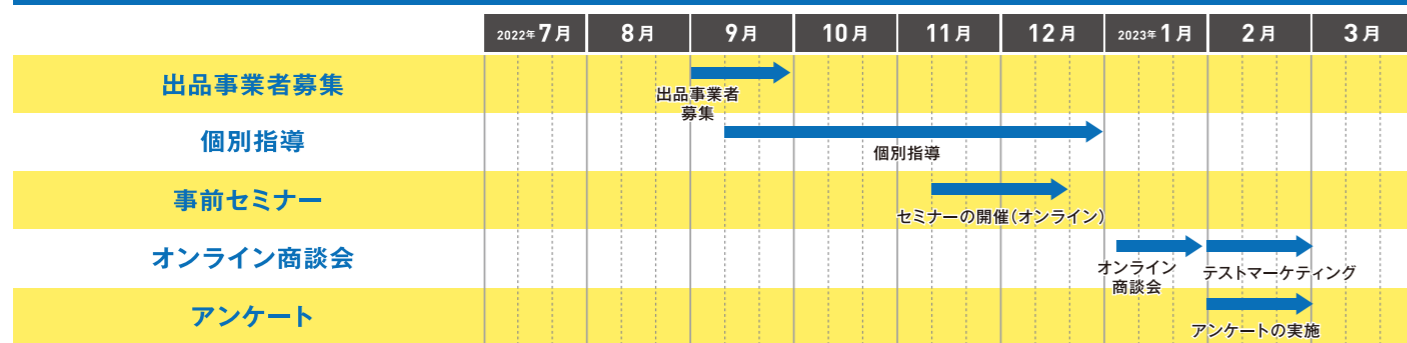 2022年7月 8月 9月 10月 11月 12月 2023年1月 2月 3月
出品事業者募集
出品事業者
募集
個別指導
個別指導
事前セミナー
セミナーの開催(オンライン)
オンライン商談会
オンライン
商談会
テストマーケティング
アンケート
アンケートの実施